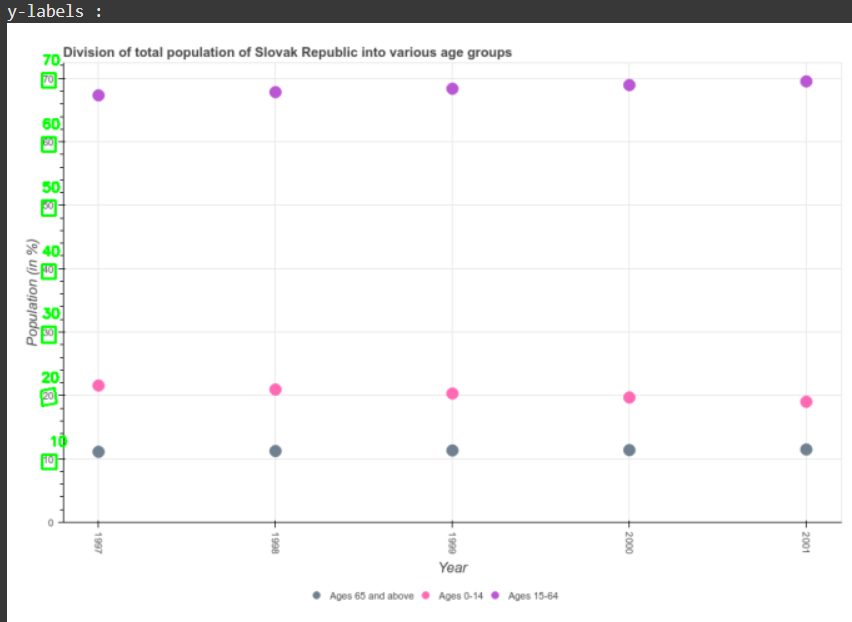 y-labels :
Division of total population of Slovak Republic into various age groups
70
70
60
60
50
50
40
40
30
30
20
20
10
10
0
Population (in %)
1997 1998 1999 2000 2001
Year
Ages 65 and above Ages 0-14 Ages 15-64